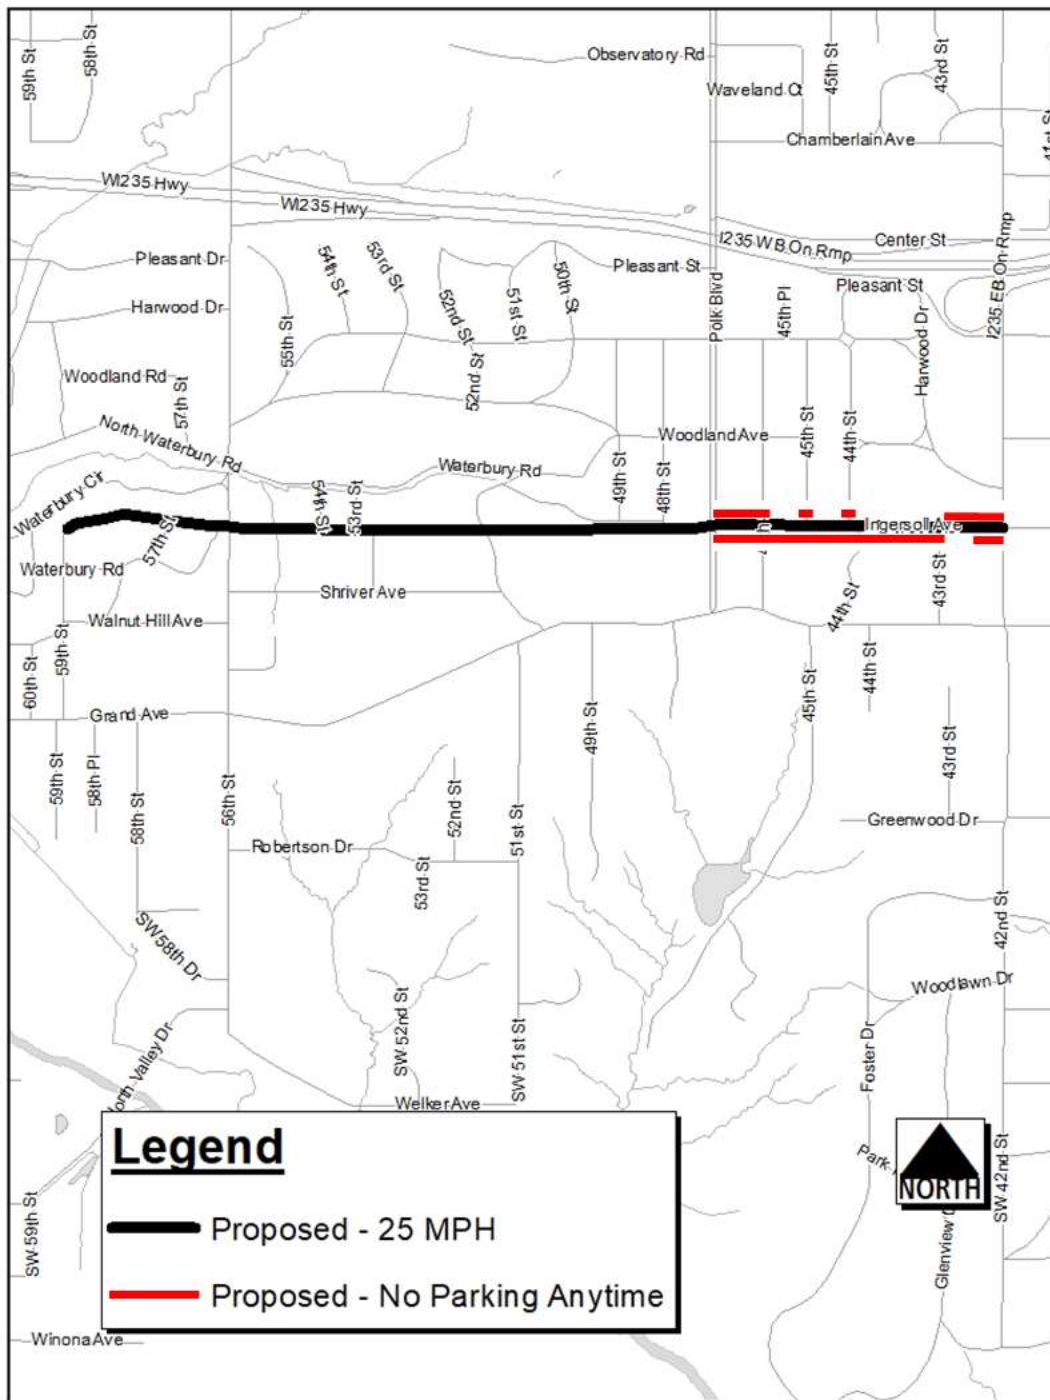 59th St
58th St
Observatory Rd
45th St
43rd St
Waveland Ct
Chamberlain Ave
41st St
W I235 Hwy
W I235 Hwy
I235 WB On Rmp
Center St
I235 EB On Rmp
Pleasant Dr
54th St
53rd St
50th St
Pleasant St
Pleasant St
Harwood Dr
55th St
52nd St
51st St
Polk Blvd
45th Pl
Harwood Dr
Woodland Rd
57th St
52nd St
45th St
44th St
North Waterbury Rd
Woodland Ave
Waterbury Rd
49th St
48th St
Waterbury Cir
54th St
53rd St
57th St
Ingersoll Ave
Waterbury Rd
Shriver Ave
44th St
43rd St
Walnut Hill Ave
59th St
60th St
44th St
45th St
Grand Ave
49th St
43rd St
59th St
58th Pl
58th St
56th St
52nd St
51st St
Greenwood Dr
Robertson Dr
53rd St
42nd St
SW 58th Dr
Woodlawn Dr
SW 52nd St
SW 51st St
Foster Dr
North Valley Dr
Welker Ave
Legend
Proposed - 25 MPH
Proposed - No Parking Anytime
Park
NORTH
SW 42nd St
Glenview D
SW 59th St
Winona Ave